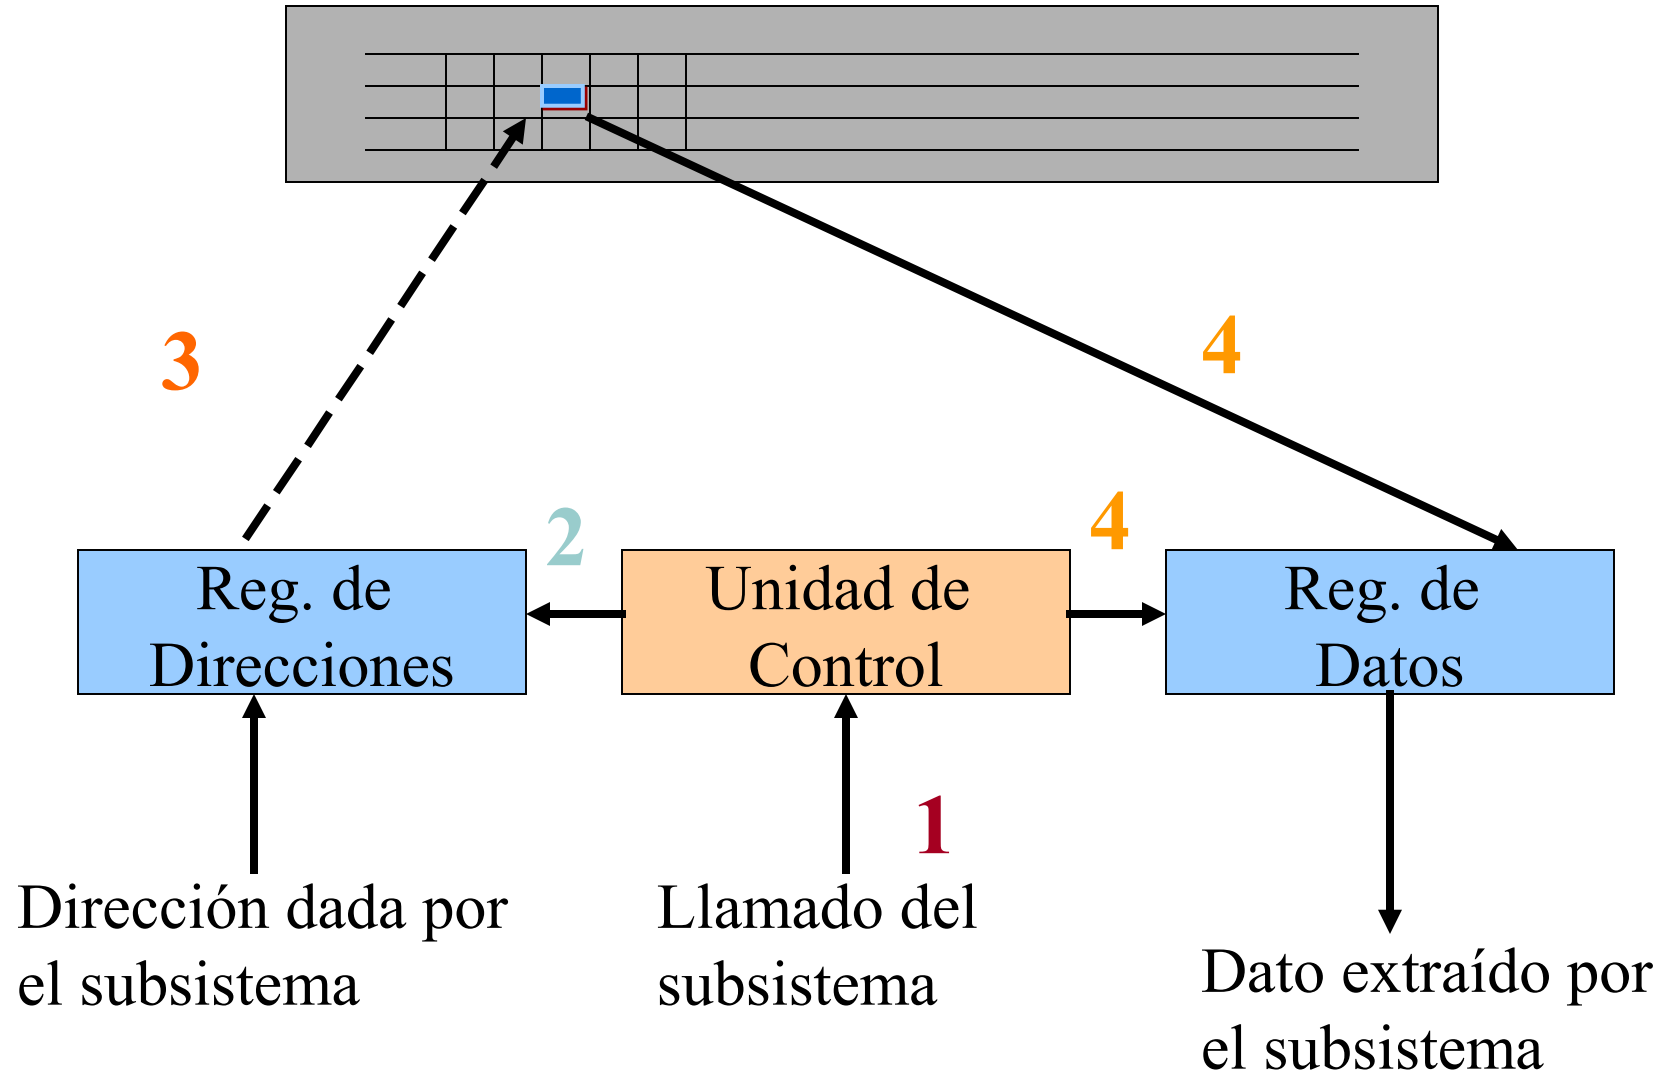 3
4
2
4
Reg. de
Direcciones
Unidad de
Control
Reg. de
Datos
1
Dirección dada por
el subsistema
Llamado del
subsistema
Dato extraído por
el subsistema